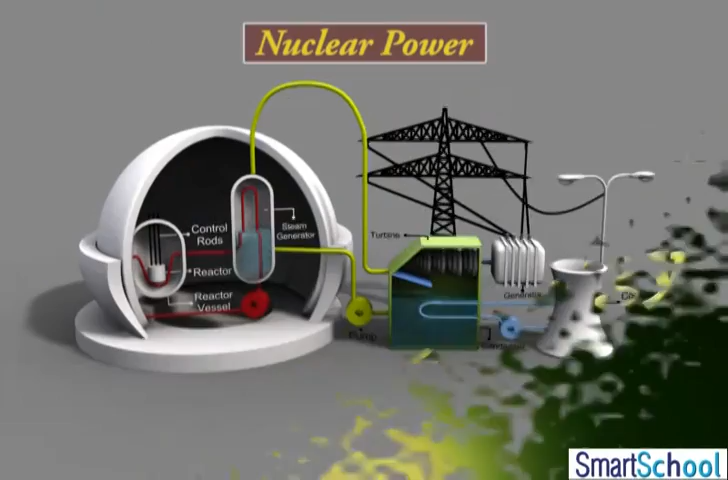 Nuclear Power
Control
Rods
Steam
Generator
Reactor
Reactor
Vessel
Turbine
Generator
Pump
SmartSchool